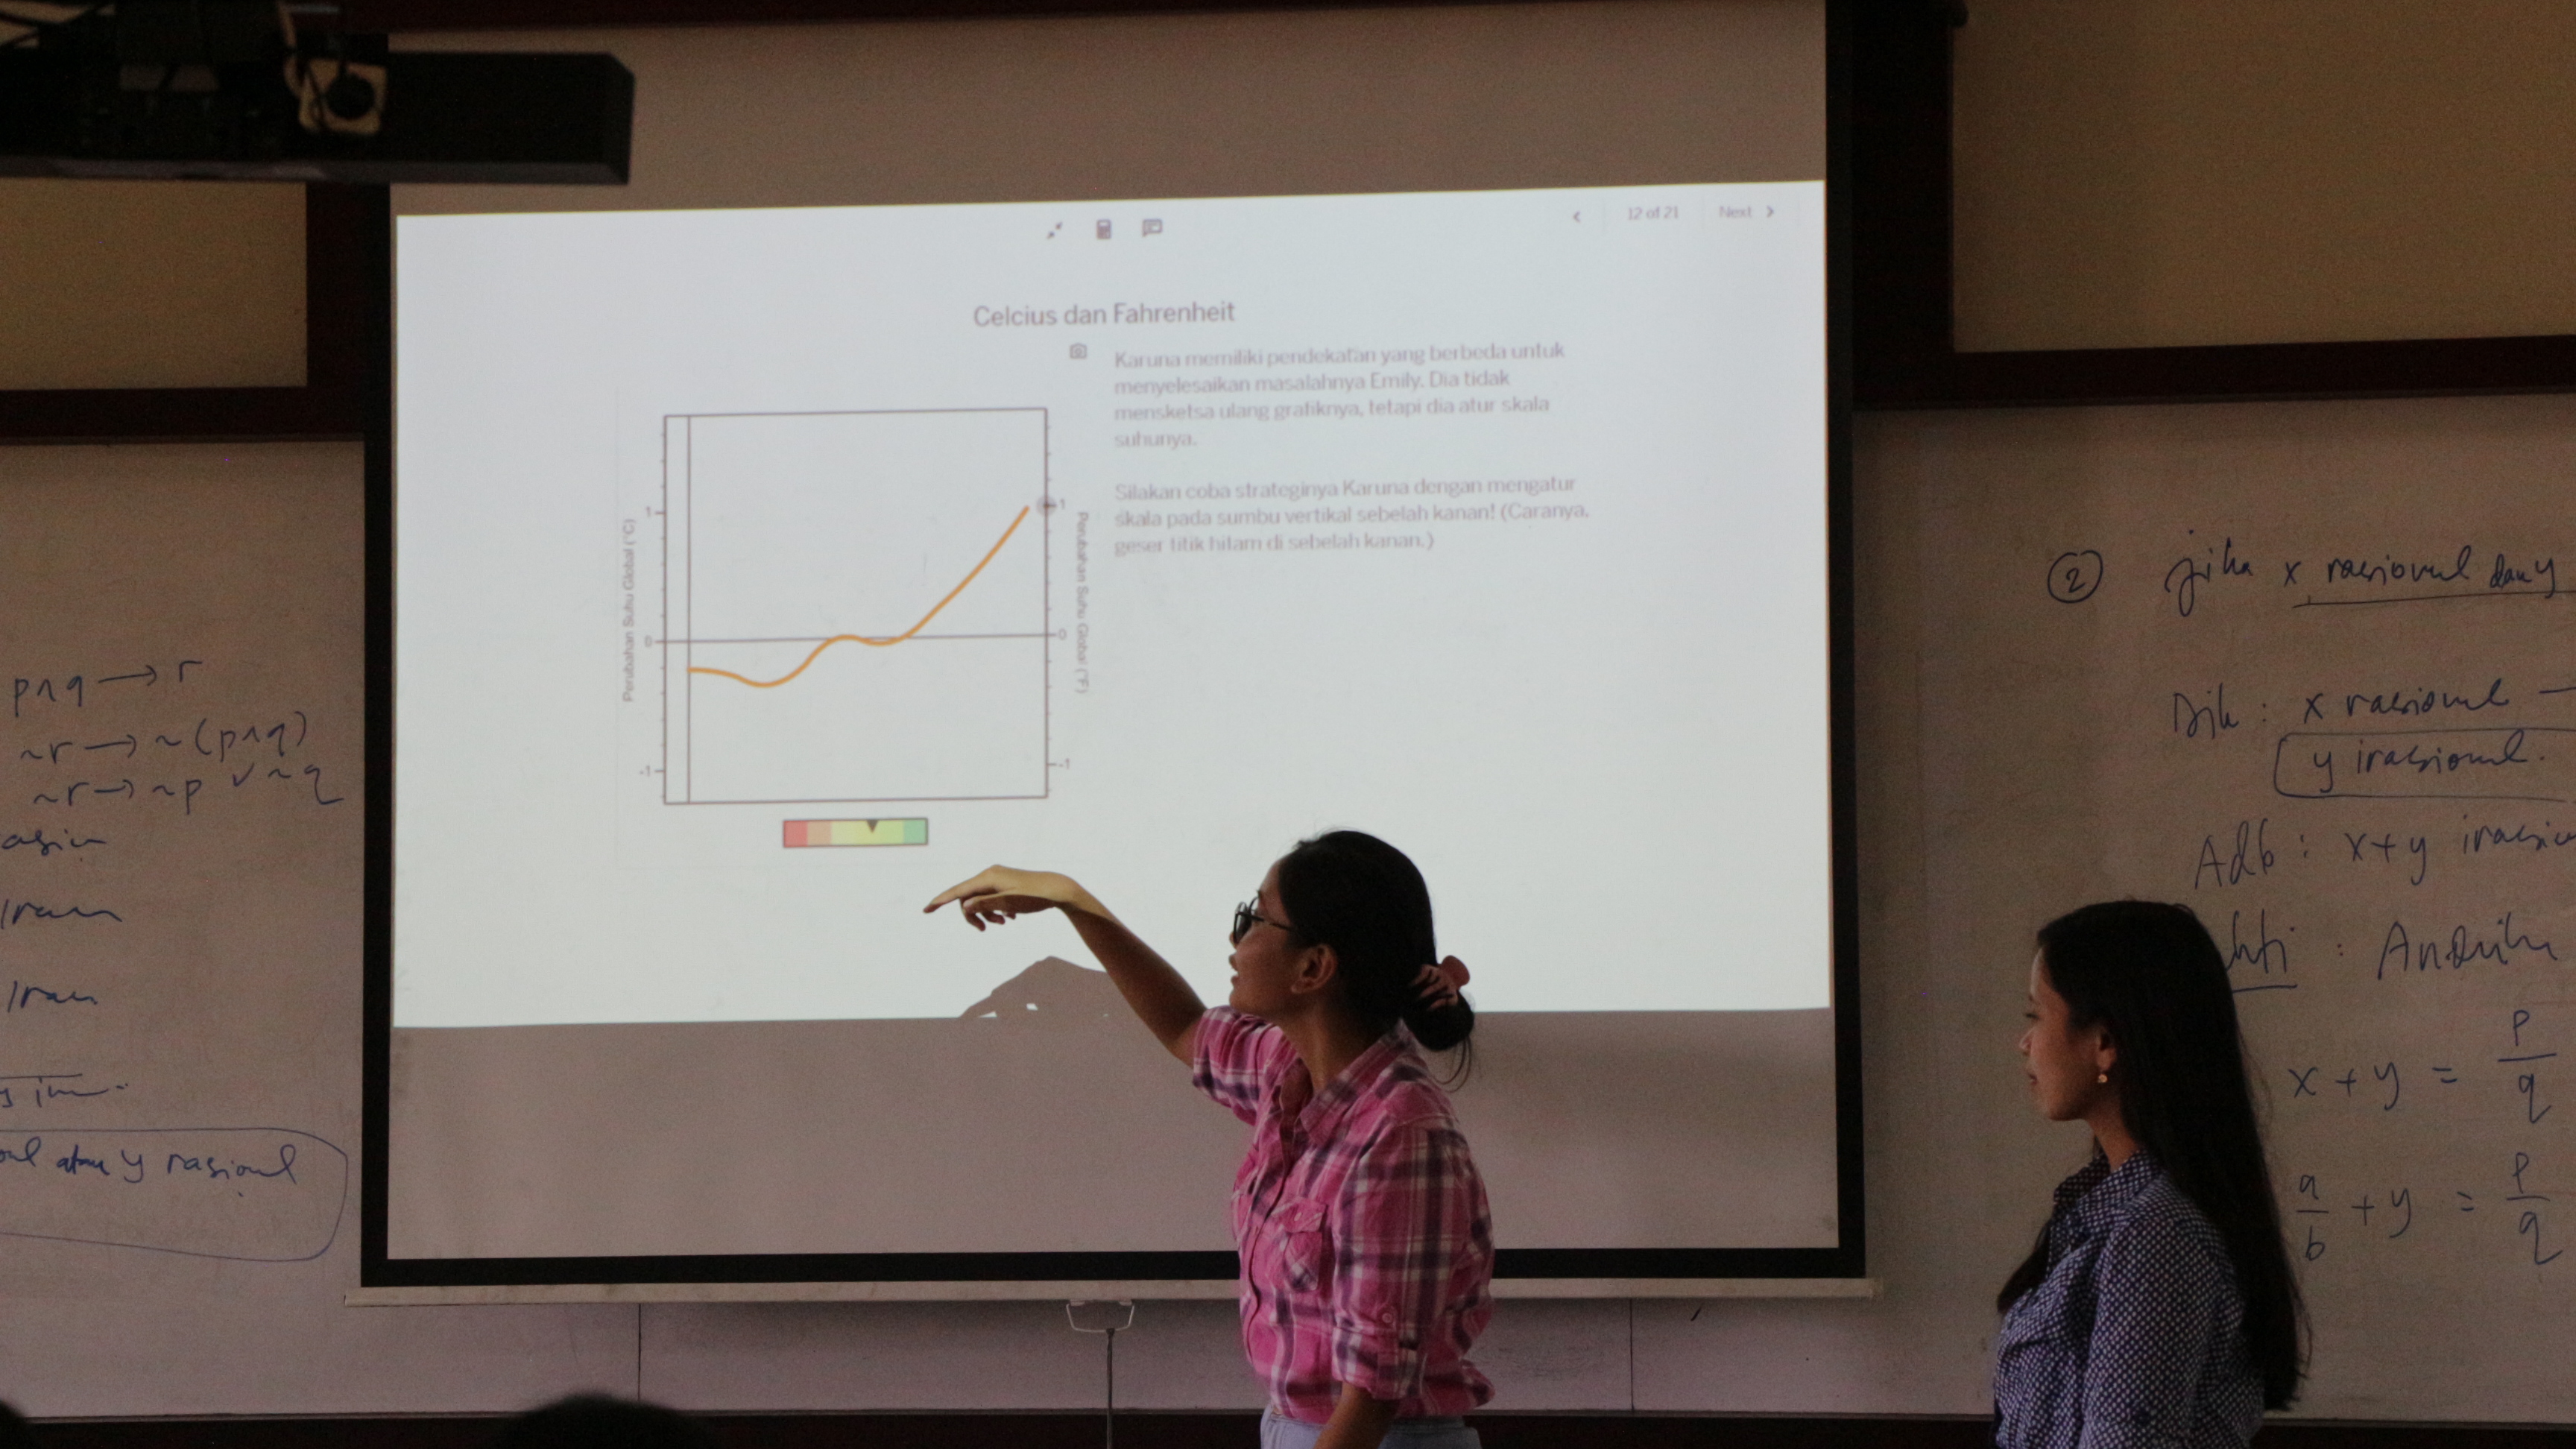 12 of 21
Next
Celcius dan Fahrenheit
Karuna memiliki pendekatan yang berbeda untuk
menyelesaikan masalahnya Emily. Dia tidak
mensketsa ulang grafiknya, tetapi dia atur skala
suhunya.
Silakan coba strateginya Karuna dengan mengatur
skala pada sumbu vertikal sebelah kanan! (Caranya,
geser titik hitam di sebelah kanan.)
Perubahan Suhu Global (°C)
1
0
-1
Perubahan Suhu Global (°F)
1
0
-1
p∧q → r
~r → ~(p∧q)
~r → ~p ∨ ~q
atau y rasional
2 jika x rasional dan y
Dik : x rasional
y irasional.
Adb : x+y
x + y = p/q
a/b + y = p/q